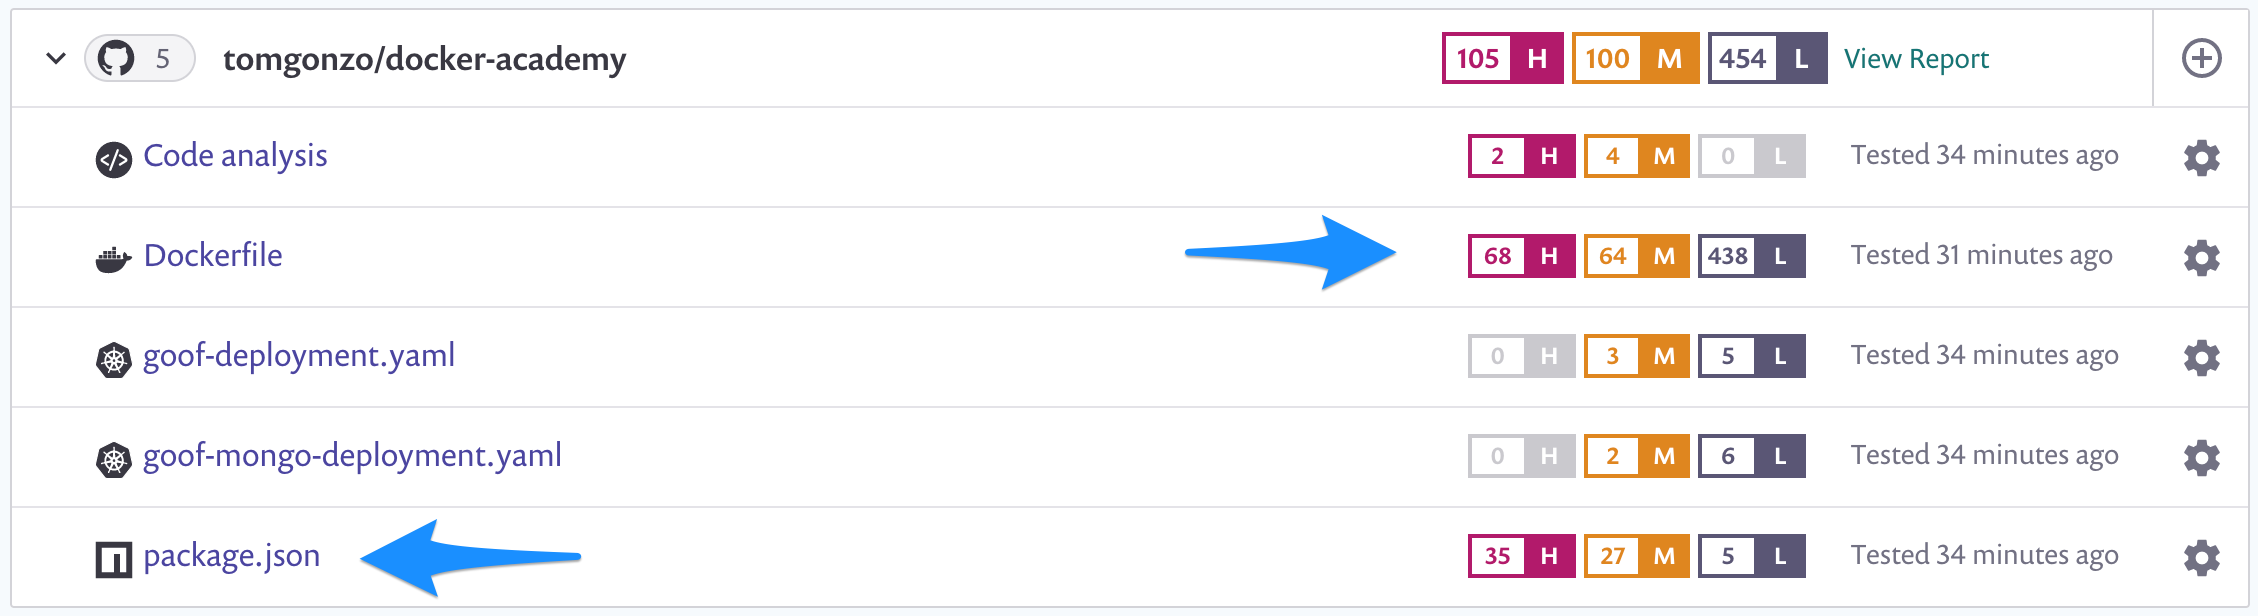 5 tomgonzo/docker-academy 105 H 100 M 454 L View Report
Code analysis 2 H 4 M 0 L Tested 34 minutes ago
Dockerfile 68 H 64 M 438 L Tested 31 minutes ago
goof-deployment.yaml 0 H 3 M 5 L Tested 34 minutes ago
goof-mongo-deployment.yaml 0 H 2 M 6 L Tested 34 minutes ago
package.json 35 H 27 M 5 L Tested 34 minutes ago